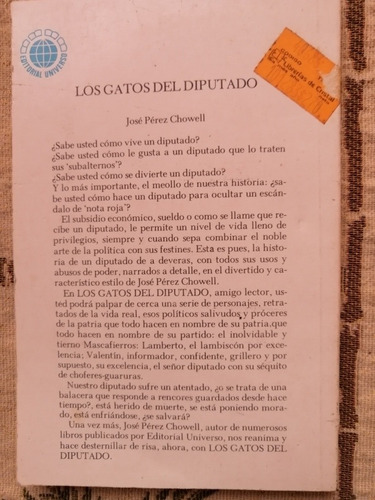 EDITORIAL UNIVERSO
Librerías de Cristal
LOS GATOS DEL DIPUTADO
José Pérez Chowell
¿Sabe usted cómo vive un diputado?
¿Sabe usted cómo le gusta a un diputado que lo traten
sus 'subalternos'?
¿Sabe usted cómo se divierte un diputado?
Y lo más importante, el meollo de nuestra historia: ¿sa-
be usted cómo hace un diputado para ocultar un escán-
dalo de 'nota roja'?
El subsidio económico, sueldo o como se llame que re-
cibe un diputado, le permite un nivel de vida lleno de
privilegios, siempre y cuando sepa combinar el noble
arte de la política con sus festines. Esta es pues, la histo-
ria de un diputado de a deveras, con todos sus usos y
abusos de poder, narrados a detalle, en el divertido y ca-
racterístico estilo de José Pérez Chowell.
En LOS GATOS DEL DIPUTADO, amigo lector, us-
ted podrá palpar de cerca una serie de personajes, retra-
tados de la vida real, esos políticos salivudos y próceres
de la patria que todo hacen en nombre de su patria,que
todo hacen en nombre de su partido: el inolvidable y
tierno Mascafierros: Lamberto, el lambiscón por exce-
lencia; Valentín, informador, confidente, grillero y por
supuesto, su excelencia, el señor diputado con su séquito
de choferes-guaruras.
Nuestro diputado sufre un atentado, ¿o se trata de una
balacera que responde a rencores guardados desde hace
tiempo?, está herido de muerte, se está poniendo mora-
do, está enfriándose, ¿se salvará?
Una vez más, José Pérez Chowell, autor de numerosos
libros publicados por Editorial Universo, nos reanima y
hace desternillar de risa, ahora, con LOS GATOS DEL
DIPUTADO.